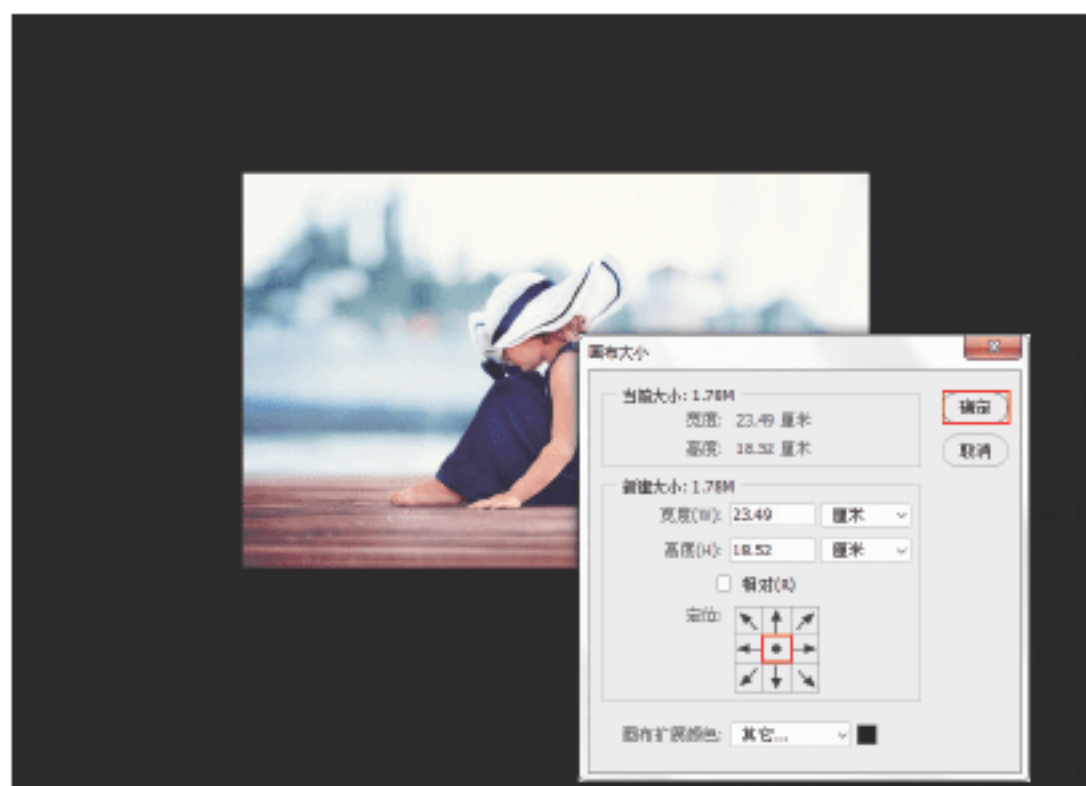 画布大小
当前大小: 1.78M
宽度: 23.49 厘米
高度: 18.52 厘米
新建大小: 1.78M
宽度(W): 23.49 厘米
高度(H): 18.52 厘米
相对(R)
定位:
画布扩展颜色: 其它...
确定
取消